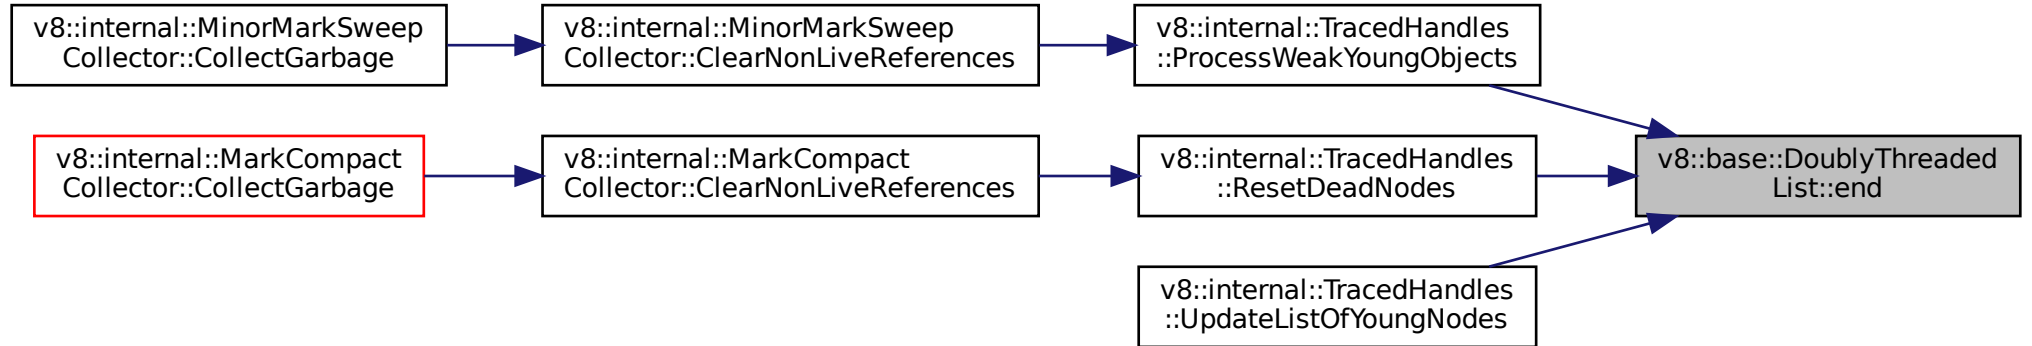 v8::internal::MinorMarkSweep
Collector::CollectGarbage
v8::internal::MinorMarkSweep
Collector::ClearNonLiveReferences
v8::internal::TracedHandles
::ProcessWeakYoungObjects
v8::internal::MarkCompact
Collector::CollectGarbage
v8::internal::MarkCompact
Collector::ClearNonLiveReferences
v8::internal::TracedHandles
::ResetDeadNodes
v8::base::DoublyThreaded
List::end
v8::internal::TracedHandles
::UpdateListOfYoungNodes